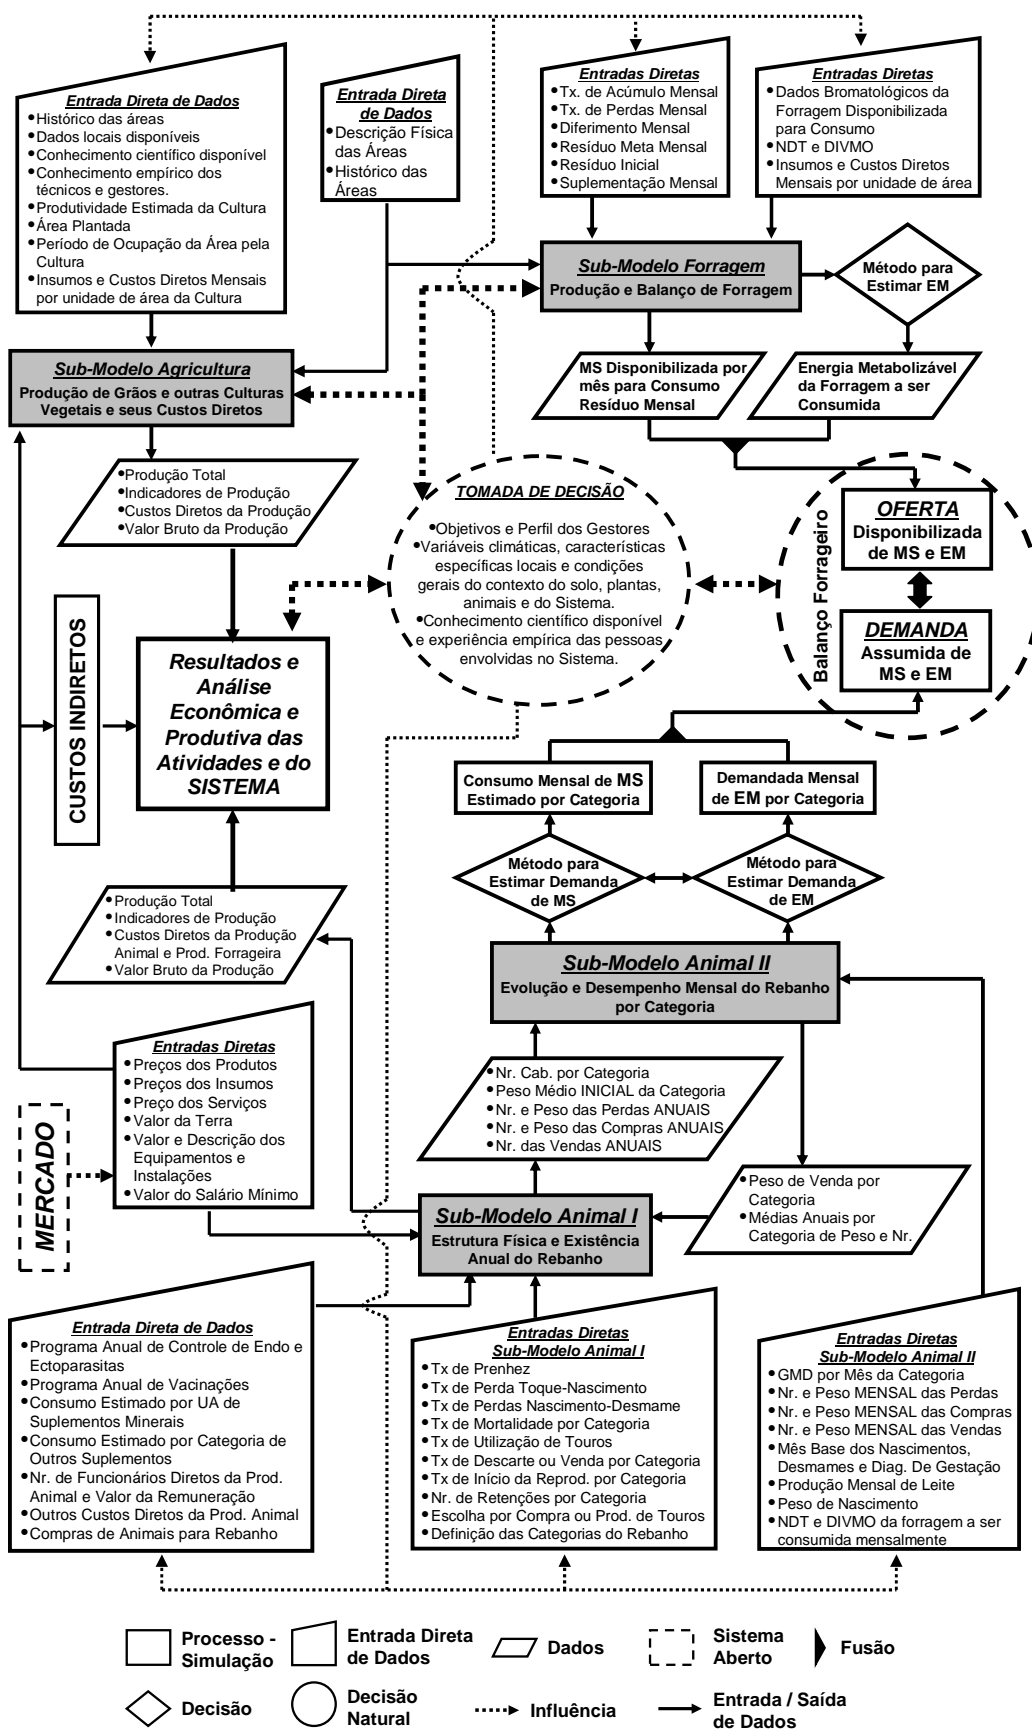 Entrada Direta de Dados
•Histórico das áreas
•Dados locais disponíveis
•Conhecimento científico disponível
•Conhecimento empírico dos
técnicos e gestores.
•Produtividade Estimada da Cultura
•Área Plantada
•Período de Ocupação da Área pela
Cultura
•Insumos e Custos Diretos Mensais
por unidade de área da Cultura
Entrada Direta
de Dados
•Descrição Física
das Áreas
•Histórico das
Áreas
Entradas Diretas
•Tx. de Acúmulo Mensal
•Tx. de Perdas Mensal
•Diferimento Mensal
•Resíduo Meta Mensal
•Resíduo Inicial
•Suplementação Mensal
Entradas Diretas
•Dados Bromatológicos da
Forragem Disponibilizada
para Consumo
•NDT e DIVMO
•Insumos e Custos Diretos
Mensais por unidade de área
Sub-Modelo Forragem
Produção e Balanço de Forragem
Método para
Estimar EM
Sub-Modelo Agricultura
Produção de Grãos e outras Culturas
Vegetais e seus Custos Diretos
MS Disponibilizada por
mês para Consumo
Resíduo Mensal
Energia Metabolizável
da Forragem a ser
Consumida
•Produção Total
•Indicadores de Produção
•Custos Diretos da Produção
•Valor Bruto da Produção
TOMADA DE DECISÃO
•Objetivos e Perfil dos Gestores
•Variáveis climáticas, características
específicas locais e condições
gerais do contexto do solo, plantas,
animais e do Sistema.
•Conhecimento científico disponível
e experiência empírica das pessoas
envolvidas no Sistema.
Balanço Forrageiro
OFERTA
Disponibilizada
de MS e EM
DEMANDA
Assumida de
MS e EM
CUSTOS INDIRETOS
Resultados e
Análise
Econômica e
Produtiva das
Atividades e do
SISTEMA
Consumo Mensal de MS
Estimado por Categoria
Demandada Mensal
de EM por Categoria
Método para
Estimar Demanda
de MS
Método para
Estimar Demanda
de EM
•Produção Total
•Indicadores de Produção
•Custos Diretos da Produção
Animal e Prod. Forrageira
•Valor Bruto da Produção
Sub-Modelo Animal II
Evolução e Desempenho Mensal do Rebanho
por Categoria
Entradas Diretas
•Preços dos Produtos
•Preços dos Insumos
•Preço dos Serviços
•Valor da Terra
•Valor e Descrição dos
Equipamentos e
Instalações
•Valor do Salário Mínimo
MERCADO
•Nr. Cab. por Categoria
•Peso Médio INICIAL da Categoria
•Nr. e Peso das Perdas ANUAIS
•Nr. e Peso das Compras ANUAIS
•Nr. das Vendas ANUAIS
•Peso de Venda por
Categoria
•Médias Anuais por
Categoria de Peso e Nr.
Sub-Modelo Animal I
Estrutura Física e Existência
Anual do Rebanho
Entrada Direta de Dados
•Programa Anual de Controle de Endo e
Ectoparasitas
•Programa Anual de Vacinações
•Consumo Estimado por UA de
Suplementos Minerais
•Consumo Estimado por Categoria de
Outros Suplementos
•Nr. de Funcionários Diretos da Prod.
Animal e Valor da Remuneração
•Outros Custos Diretos da Prod. Animal
•Compras de Animais para Rebanho
Entradas Diretas
Sub-Modelo Animal I
•Tx de Prenhez
•Tx de Perda Toque-Nascimento
•Tx de Perdas Nascimento-Desmame
•Tx de Mortalidade por Categoria
•Tx de Utilização de Touros
•Tx de Descarte ou Venda por Categoria
•Tx de Início da Reprod. por Categoria
•Nr. de Retenções por Categoria
•Escolha por Compra ou Prod. de Touros
•Definição das Categorias do Rebanho
Entradas Diretas
Sub-Modelo Animal II
•GMD por Mês da Categoria
•Nr. e Peso MENSAL das Perdas
•Nr. e Peso MENSAL das Compras
•Nr. e Peso MENSAL das Vendas
•Mês Base dos Nascimentos,
Desmames e Diag. De Gestação
•Produção Mensal de Leite
•Peso de Nascimento
•NDT e DIVMO da forragem a ser
consumida mensalmente
Processo -
Simulação
Entrada Direta
de Dados
Dados
Sistema
Aberto
Fusão
Decisão
Decisão
Natural
Influência
Entrada / Saída
de Dados